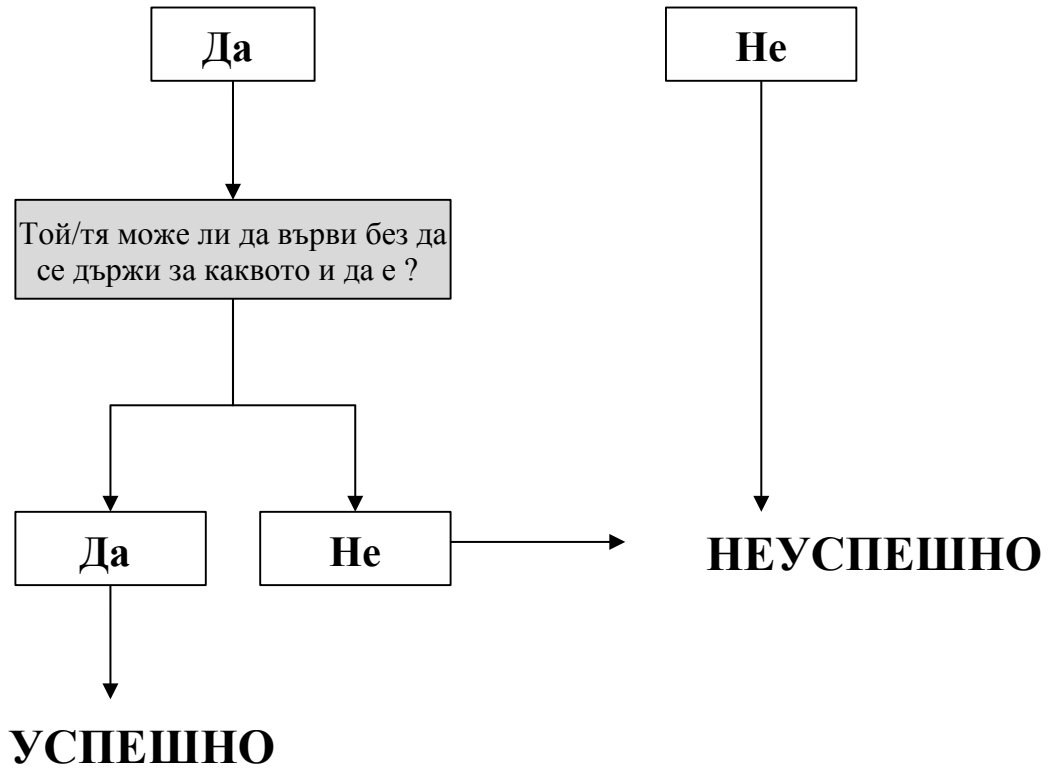 Да
Не
Той/тя може ли да върви без да
се държи за каквото и да е ?
Да
Не
НЕУСПЕШНО
УСПЕШНО